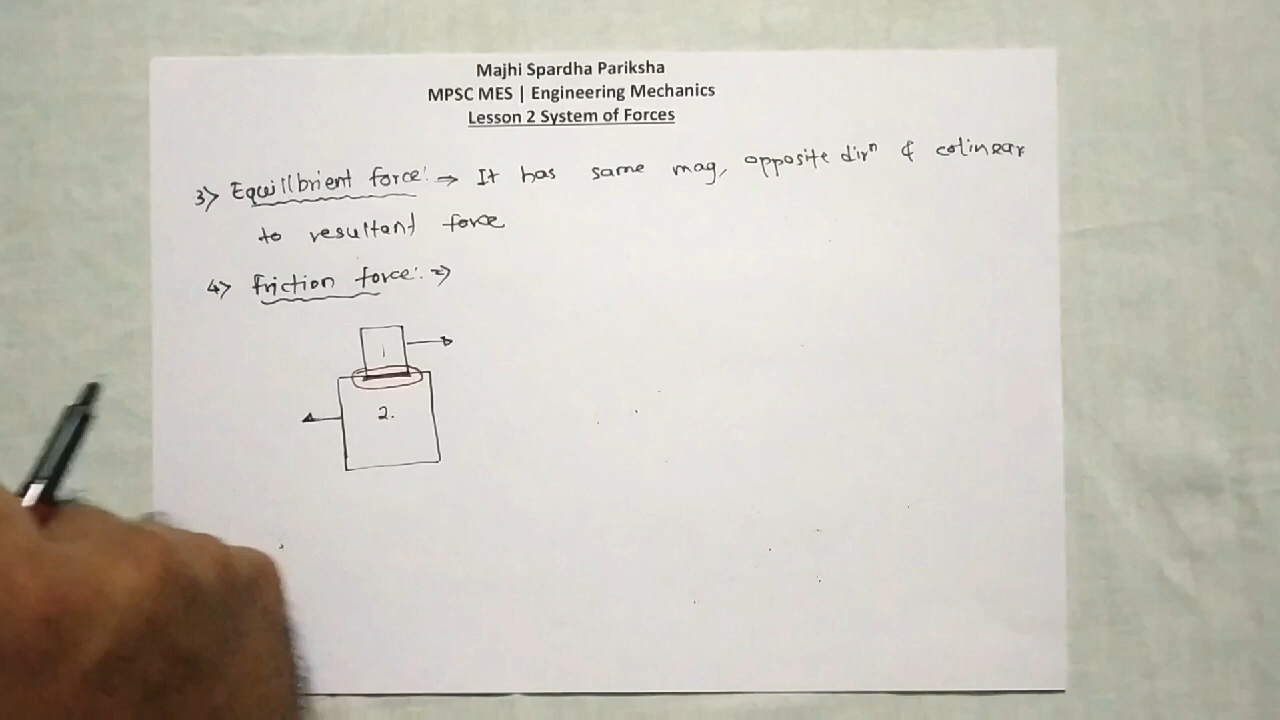 Majhi Spardha Pariksha
MPSC MES | Engineering Mechanics
Lesson 2 System of Forces
3> Equillbrient force:→ It has same mag, opposite dirⁿ & colinear
to resultant force
4> friction force:⇒
1
2.